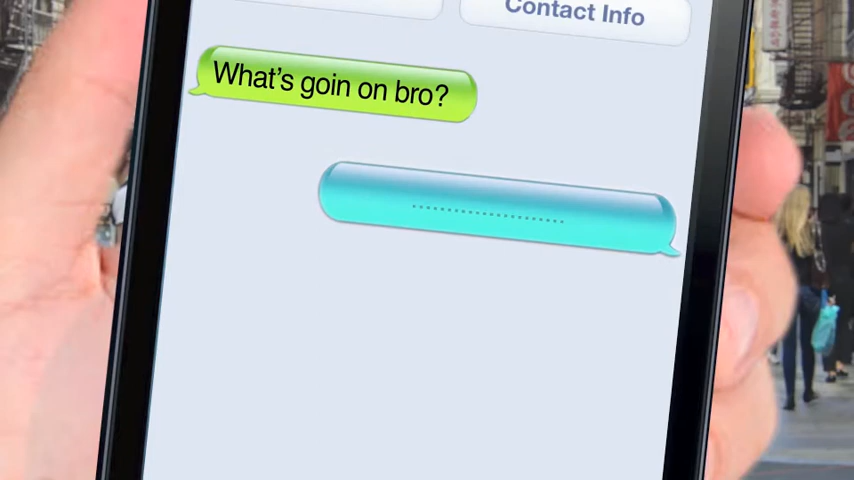 Contact Info
What's goin on bro?
.........................